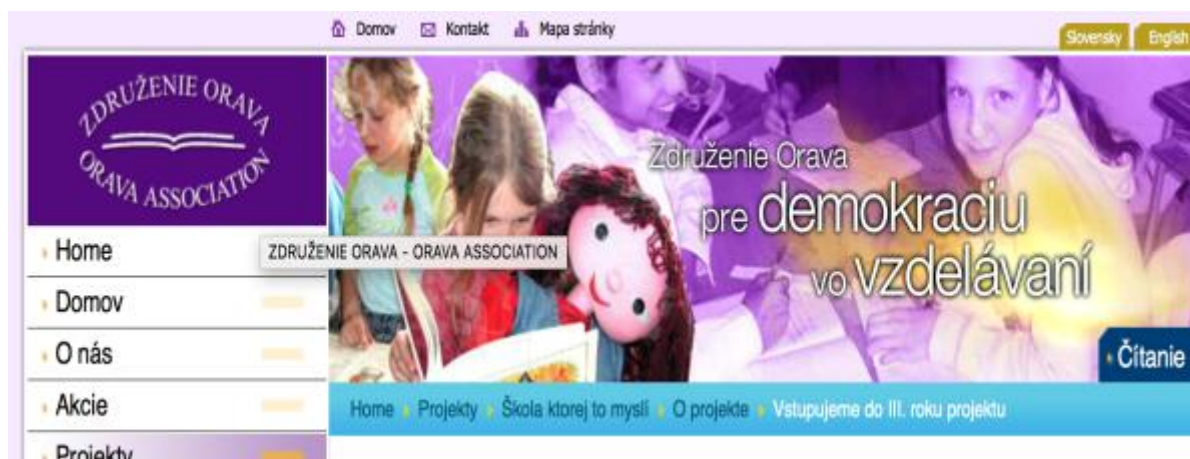 Domov Kontakt Mapa stránky
Slovensky English
ZDRUŽENIE ORAVA
ORAVA ASSOCIATION
Home
ZDRUŽENIE ORAVA - ORAVA ASSOCIATION
Domov
O nás
Akcie
Projekty
Združenie Orava
pre demokraciu
vo vzdelávaní
Čítanie
Home Projekty Škola ktorej to myslí O projekte Vstupujeme do III. roku projektu